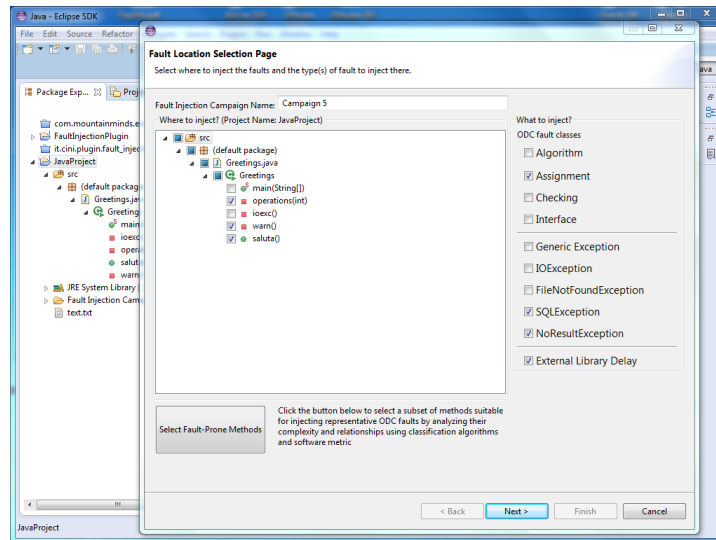 Java - Eclipse SDK
File Edit Source Refactor
Package Exp...
Proj
com.mountainminds.e
FaultInjectionPlugin
it.cini.plugin.fault_injec
JavaProject
src
(default packag
Greetings.jav
Greeting
main
ioexc
opera
salut
warn
JRE System Library
Fault Injection Cam
text.txt
JavaProject
ava
Fault Location Selection Page
Select where to inject the faults and the type(s) of fault to inject there.
Fault Injection Campaign Name: Campaign 5
Where to inject? (Project Name: JavaProject)
src
(default package)
Greetings.java
Greetings
main(String[])
operations(int)
ioexc()
warn()
saluta()
What to inject?
ODC fault classes
Algorithm
Assignment
Checking
Interface
Generic Exception
IOException
FileNotFoundException
SQLException
NoResultException
External Library Delay
Select Fault-Prone Methods
Click the button below to select a subset of methods suitable
for injecting representative ODC faults by analyzing their
complexity and relationships using classification algorithms
and software metric
< Back Next > Finish Cancel